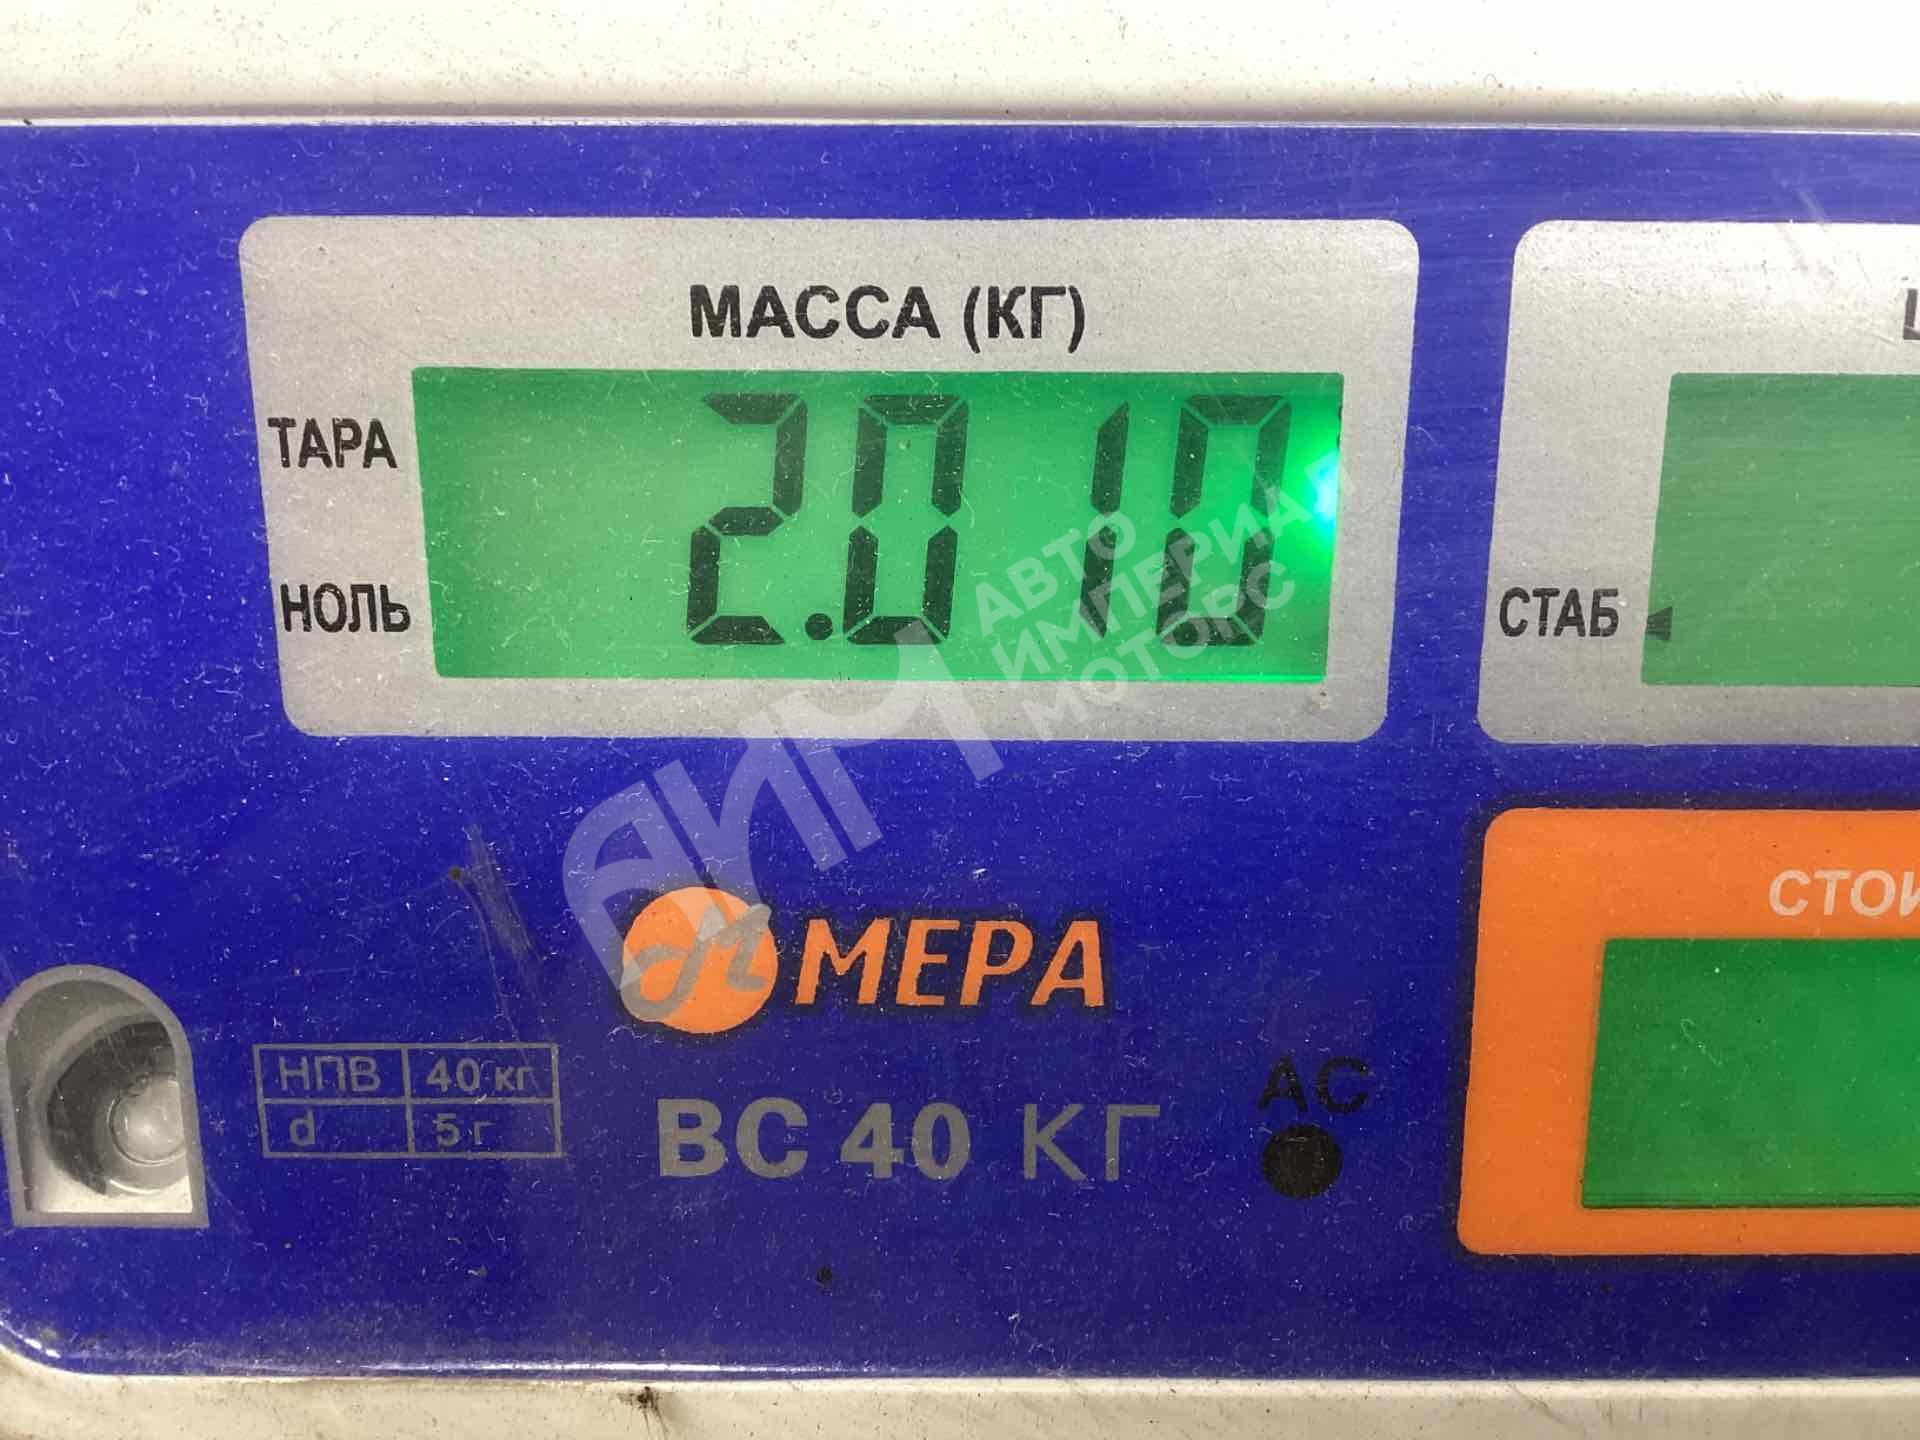 МАССА (КГ)
ТАРА
2.010
НОЛЬ
СТАБ
АИМ
АВТО
ИМПЕРИАЛ
МОТОРС
М МЕРА
НПВ 40 кг
d 5 г
ВС 40 КГ
АС